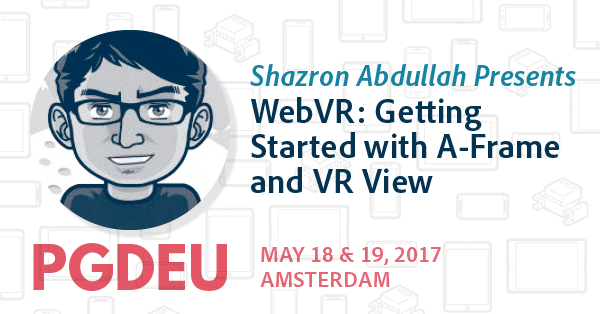 Shazron Abdullah Presents
WebVR: Getting
Started with A-Frame
and VR View
PGDEU
MAY 18 & 19, 2017
AMSTERDAM